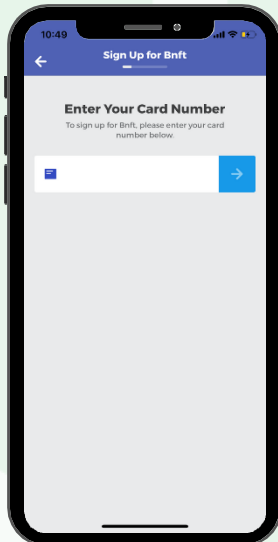 10:49
Sign Up for Bnft
Enter Your Card Number
To sign up for Bnft, please enter your card
number below.